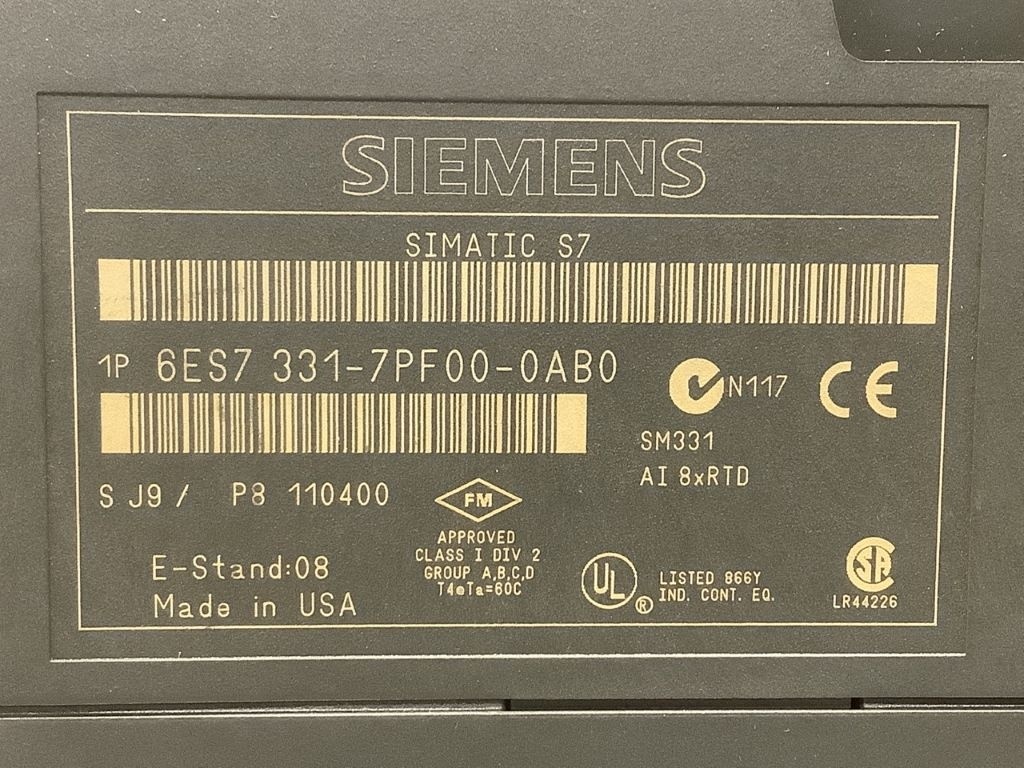 SIEMENS
SIMATIC S7
1P 6ES7 331-7PF00-0AB0
N117
CE
SM331
AI 8xRTD
S J9/ P8 110400
FM
APPROVED
CLASS I DIV 2
GROUP A,B,C,D
T4@Ta=60C
E-Stand:08
Made in USA
UL ®
LISTED 866Y
IND. CONT. EQ.
SA
LR44226